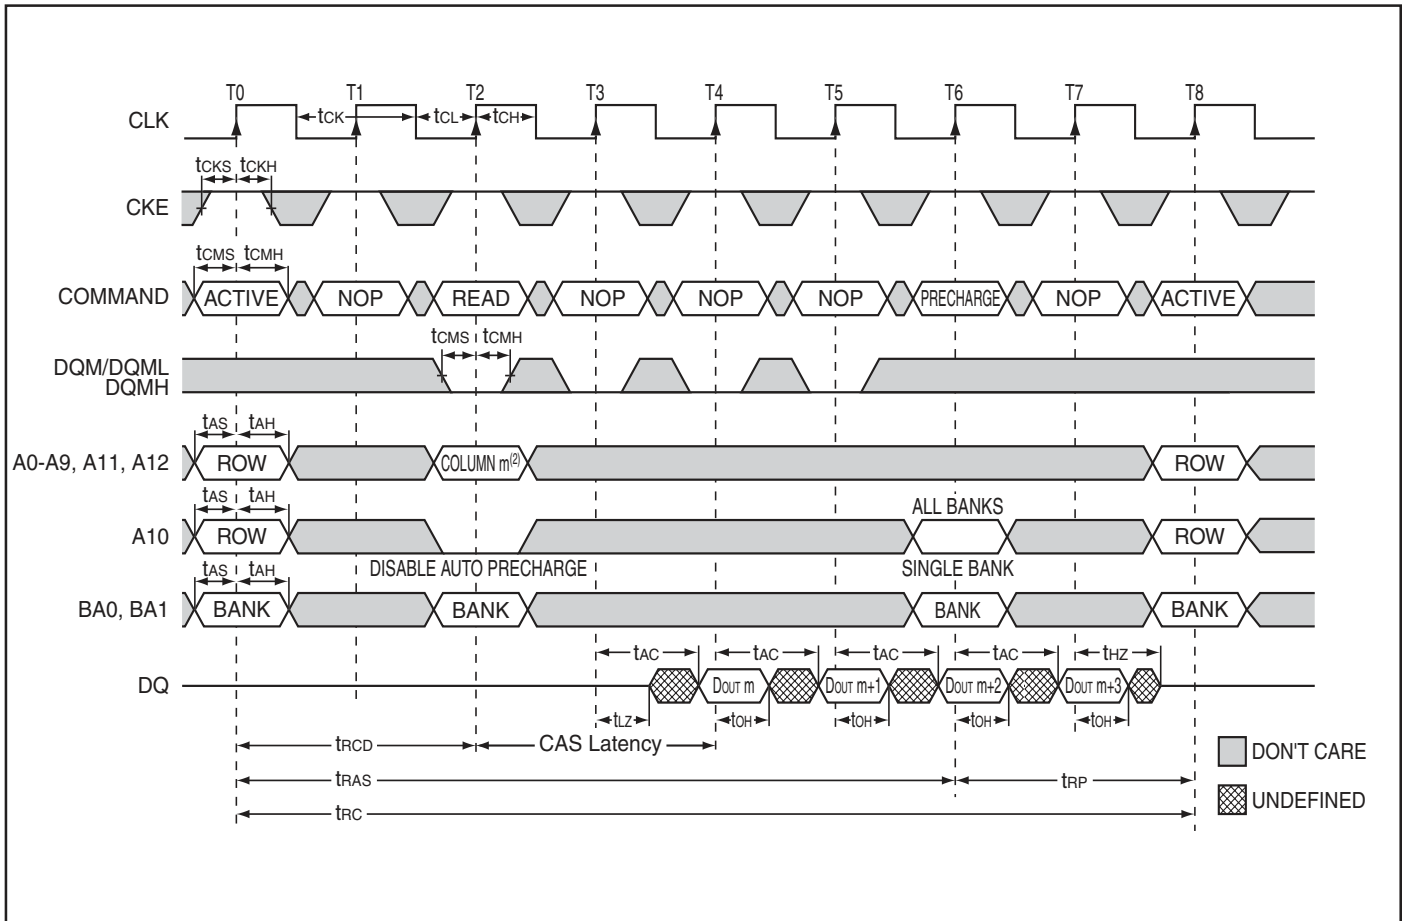 T0 T1 T2 T3 T4 T5 T6 T7 T8
CLK tCK tCL tCH
tCKS tCKH
CKE
tCMS tCMH
COMMAND ACTIVE NOP READ NOP NOP NOP PRECHARGE NOP ACTIVE
tCMS tCMH
DQM/DQML
DQMH
tAS tAH
A0-A9, A11, A12 ROW COLUMN m(2) ROW
tAS tAH ALL BANKS
A10 ROW ROW
DISABLE AUTO PRECHARGE SINGLE BANK
tAS tAH
BA0, BA1 BANK BANK BANK BANK
tAC tAC tAC tAC tHZ
DQ DOUT m DOUT m+1 DOUT m+2 DOUT m+3
tLZ tOH tOH tOH tOH
tRCD CAS Latency
DON'T CARE
tRAS tRP
UNDEFINED
tRC